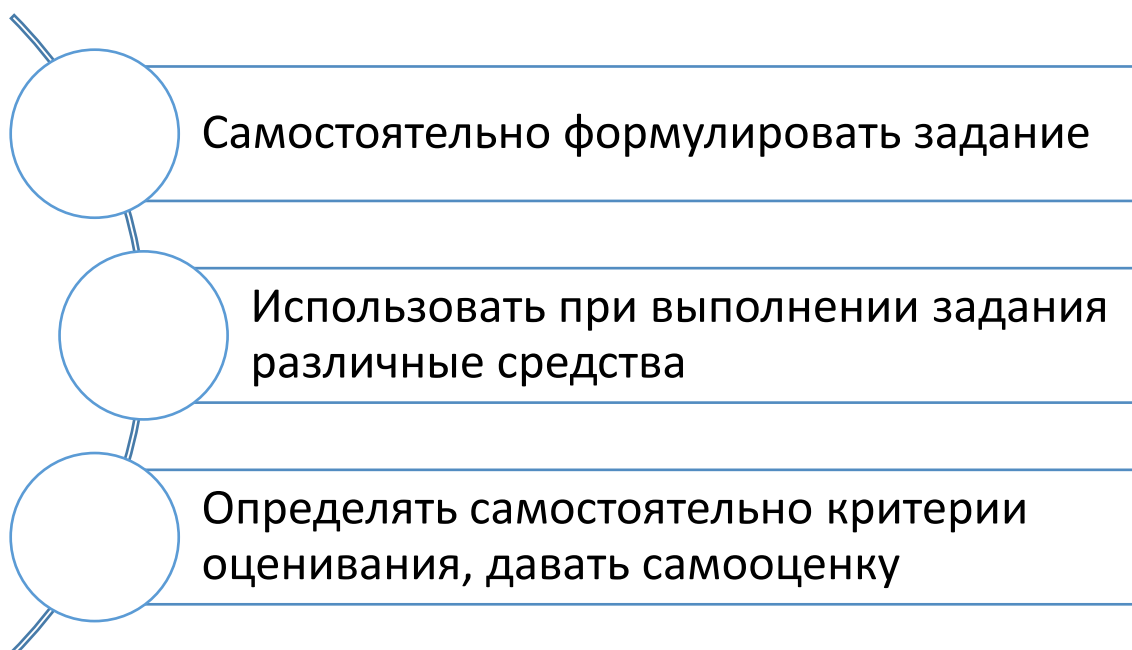 Самостоятельно формулировать задание
Использовать при выполнении задания
различные средства
Определять самостоятельно критерии
оценивания, давать самооценку